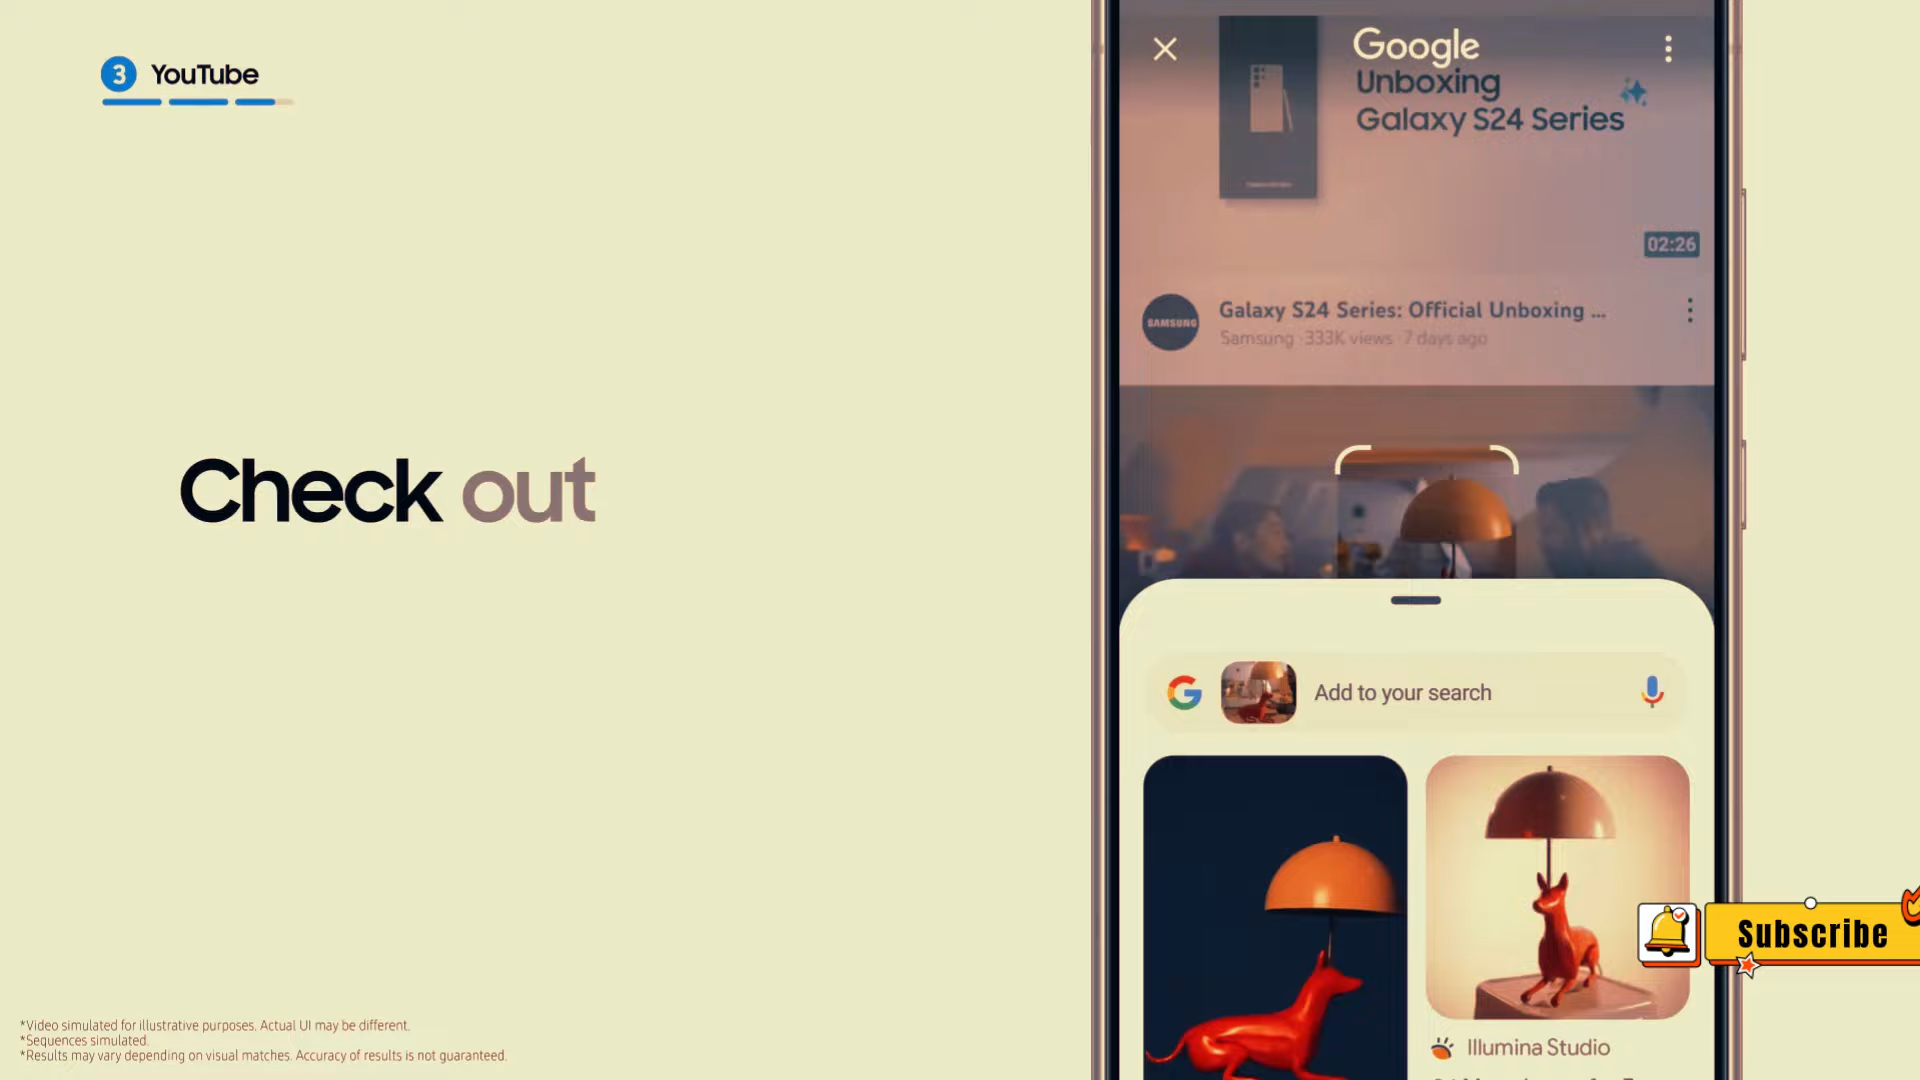 3 YouTube
Check out
Google
Unboxing
Galaxy S24 Series
02:26
SAMSUNG
Galaxy S24 Series: Official Unboxing ...
Samsung · 333K views · 7 days ago
G
Add to your search
Illumina Studio
Subscribe
*Video simulated for illustrative purposes. Actual UI may be different.
*Sequences simulated.
*Results may vary depending on visual matches. Accuracy of results is not guaranteed.